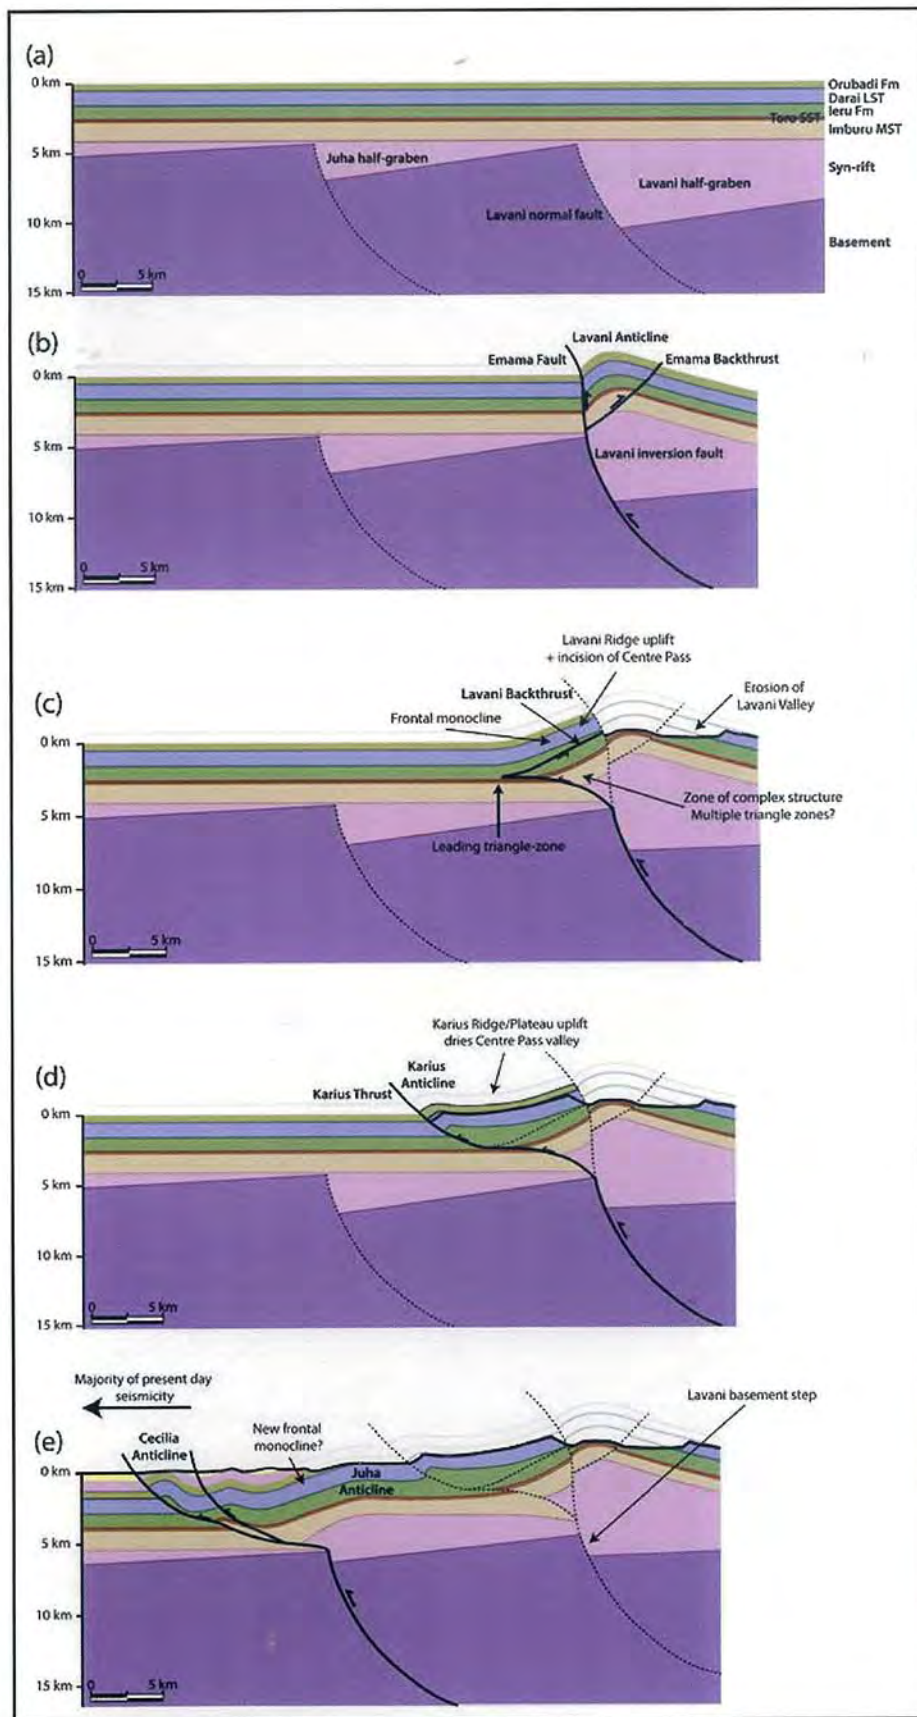 (a)
0 km
5 km
10 km
15 km
Orubadi Fm
Darai LST
Ieru Fm
Toru SST
Imburu MST
Syn-rift
Basement
Juha half-graben
Lavani half-graben
Lavani normal fault
0 5 km
(b)
Lavani Anticline
Emama Fault
Emama Backthrust
0 km
5 km
10 km
15 km
Lavani inversion fault
0 5 km
(c)
Lavani Ridge uplift
+ incision of Centre Pass
Lavani Backthrust
Frontal monocline
Erosion of
Lavani Valley
0 km
5 km
10 km
15 km
Zone of complex structure
Multiple triangle zones?
Leading triangle-zone
0 5 km
(d)
Karius Ridge/Plateau uplift
dries Centre Pass valley
Karius
Anticline
Karius Thrust
0 km
5 km
10 km
15 km
0 5 km
Majority of present day
seismicity
(e)
Cecilia
Anticline
New frontal
monocline?
Lavani basement step
Juha
Anticline
0 km
5 km
10 km
15 km
0 5 km